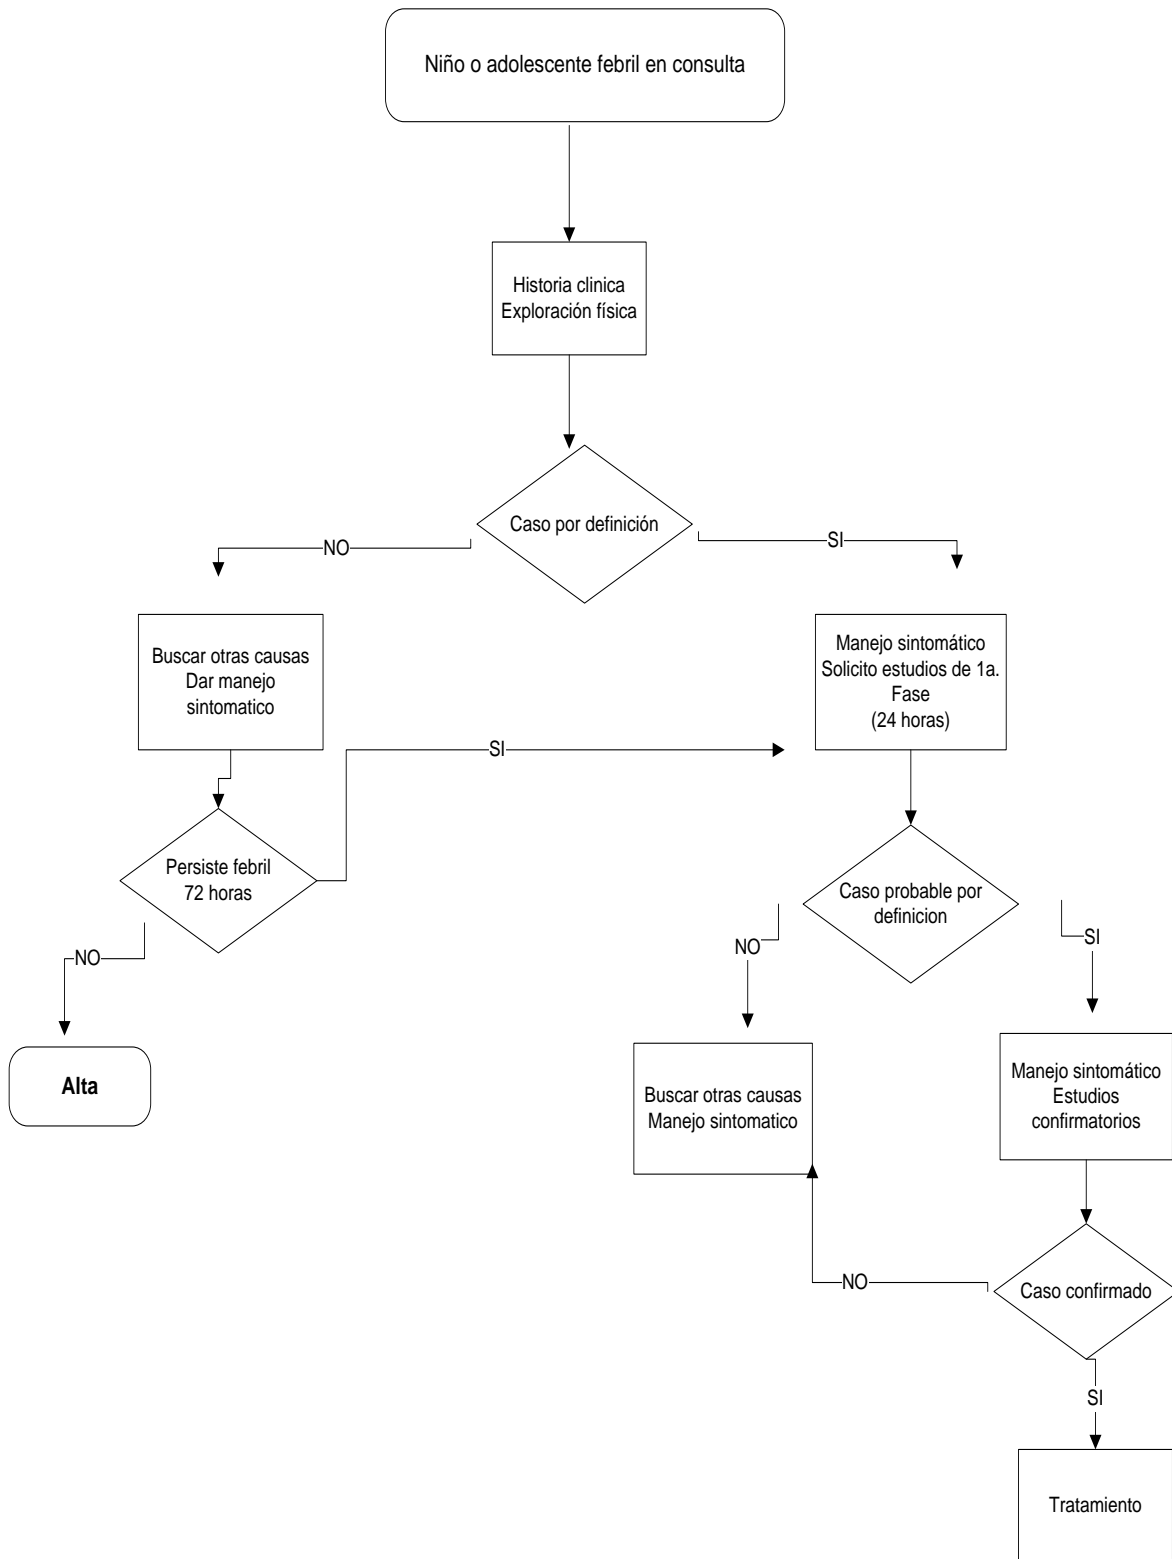 Niño o adolescente febril en consulta
Historia clinica
Exploración física
Caso por definición
NO
SI
Buscar otras causas
Dar manejo
sintomatico
Manejo sintomático
Solicito estudios de 1a.
Fase
(24 horas)
SI
Persiste febril
72 horas
Caso probable por
definicion
NO
NO
SI
Alta
Buscar otras causas
Manejo sintomatico
Manejo sintomático
Estudios
confirmatorios
NO
Caso confirmado
SI
Tratamiento